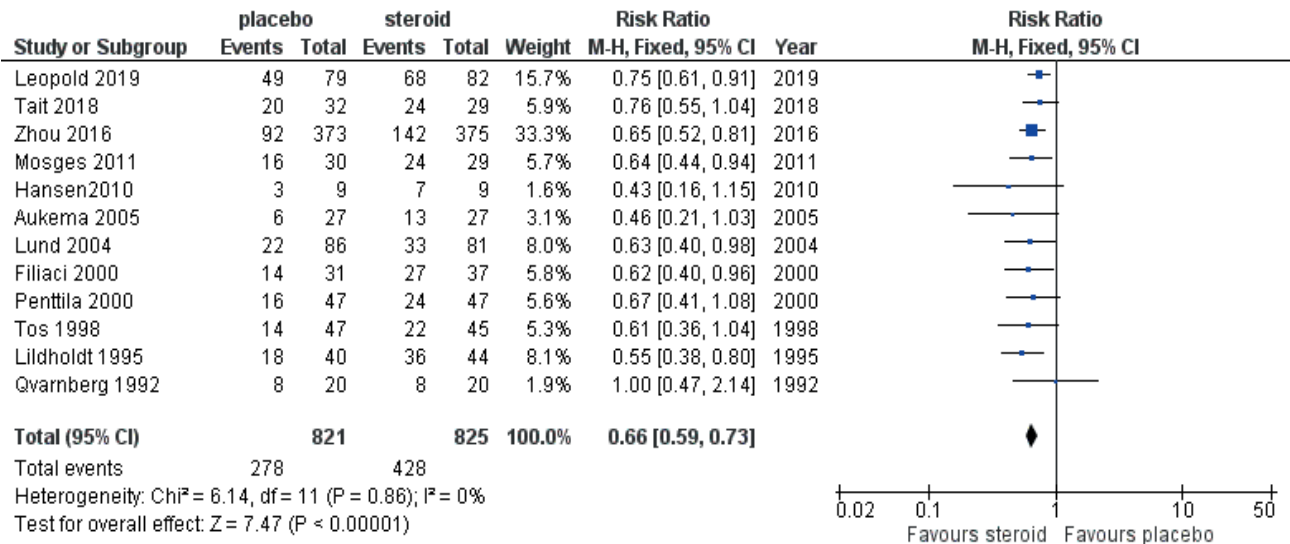 placebo steroid Risk Ratio Risk Ratio
Study or Subgroup Events Total Events Total Weight M-H, Fixed, 95% CI Year M-H, Fixed, 95% CI
Leopold 2019 49 79 68 82 15.7% 0.75 [0.61, 0.91] 2019
Tait 2018 20 32 24 29 5.9% 0.76 [0.55, 1.04] 2018
Zhou 2016 92 373 142 375 33.3% 0.65 [0.52, 0.81] 2016
Mosges 2011 16 30 24 29 5.7% 0.64 [0.44, 0.94] 2011
Hansen2010 3 9 7 9 1.6% 0.43 [0.16, 1.15] 2010
Aukema 2005 6 27 13 27 3.1% 0.46 [0.21, 1.03] 2005
Lund 2004 22 86 33 81 8.0% 0.63 [0.40, 0.98] 2004
Filiaci 2000 14 31 27 37 5.8% 0.62 [0.40, 0.96] 2000
Penttila 2000 16 47 24 47 5.6% 0.67 [0.41, 1.08] 2000
Tos 1998 14 47 22 45 5.3% 0.61 [0.36, 1.04] 1998
Lildholdt 1995 18 40 36 44 8.1% 0.55 [0.38, 0.80] 1995
Qvarnberg 1992 8 20 8 20 1.9% 1.00 [0.47, 2.14] 1992
Total (95% CI) 821 825 100.0% 0.66 [0.59, 0.73]
Total events 278 428
Heterogeneity: Chi² = 6.14, df = 11 (P = 0.86); I² = 0%
Test for overall effect: Z = 7.47 (P < 0.00001)
0.02 0.1 1 10 50
Favours steroid Favours placebo